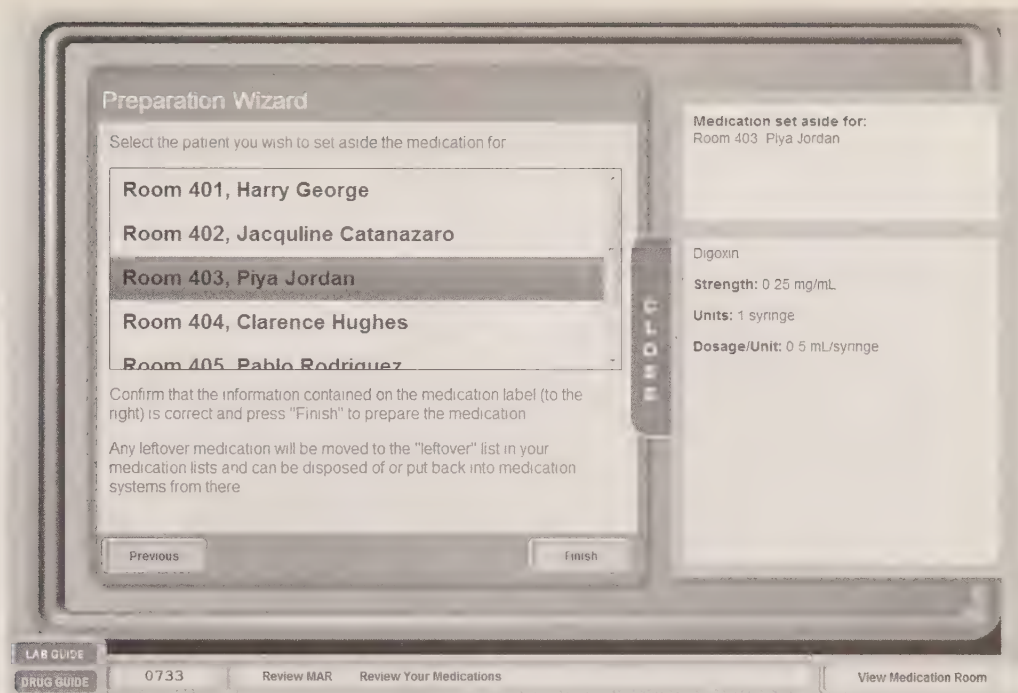 Preparation Wizard
Select the patient you wish to set aside the medication for
Room 401, Harry George
Room 402, Jacquline Catanazaro
Room 403, Piya Jordan
Room 404, Clarence Hughes
Room 405, Pablo Rodriguez
Confirm that the information contained on the medication label (to the
right) is correct and press "Finish" to prepare the medication
Any leftover medication will be moved to the "leftover" list in your
medication lists and can be disposed of or put back into medication
systems from there
Previous
Finish
CLOSE
Medication set aside for:
Room 403 Piya Jordan
Digoxin
Strength: 0 25 mg/mL
Units: 1 syringe
Dosage/Unit: 0 5 mL/syringe
LAB GUIDE
DRUG GUIDE
0733
Review MAR
Review Your Medications
View Medication Room